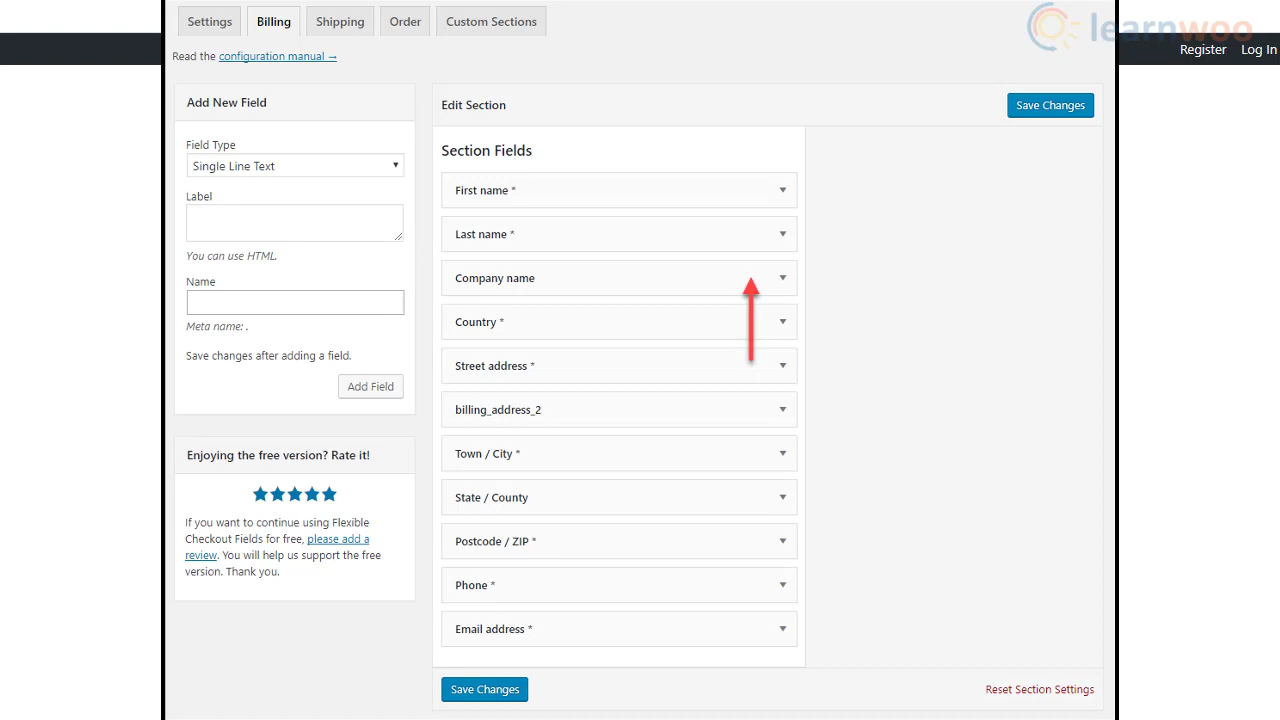 Settings
Billing
Shipping
Order
Custom Sections
learnwoo
Register
Log In
Read the configuration manual →
Add New Field
Field Type
Single Line Text
Label
You can use HTML.
Name
Meta name: .
Save changes after adding a field.
Add Field
Enjoying the free version? Rate it!
If you want to continue using Flexible
Checkout Fields for free, please add a
review. You will help us support the free
version. Thank you.
Edit Section
Save Changes
Section Fields
First name *
Last name *
Company name
Country *
Street address *
billing_address_2
Town / City *
State / County
Postcode / ZIP *
Phone *
Email address *
Save Changes
Reset Section Settings